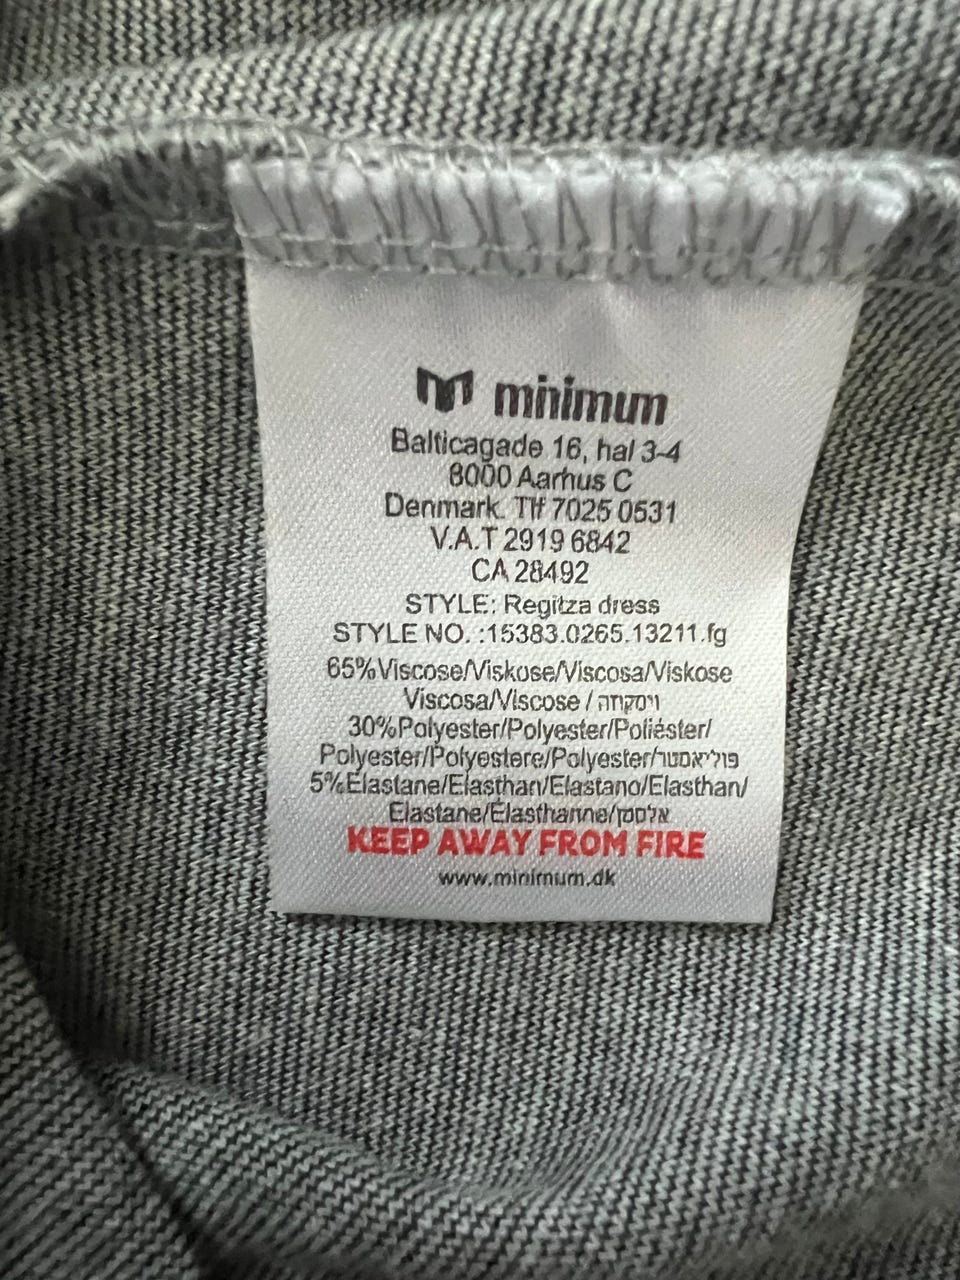 minimum
Balticagade 16, hal 3-4
8000 Aarhus C
Denmark. Tlf 7025 0531
V.A.T 2919 6842
CA 28492
STYLE: Regitza dress
STYLE NO. :15383.0265.13211.fg
65%Viscose/Viskose/Viscosa/Viskose
Viscosa/Viscose / ויסקוזה
30%Polyester/Polyester/Poliéster/
Polyester/Polyestere/Polyester/פוליאסטר
5%Elastane/Elasthan/Elastano/Elasthan/
Elastane/Élasthanne/אלסטן
KEEP AWAY FROM FIRE
www.minimum.dk